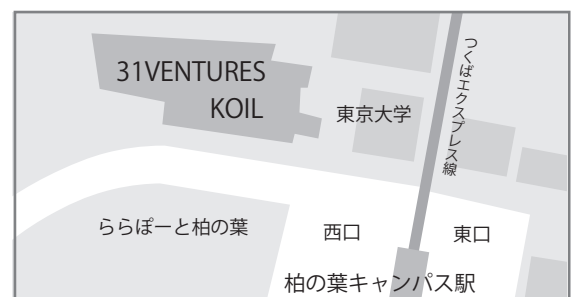 31VENTURES
KOIL
東京大学
つくばエクスプレス線
ららぽーと柏の葉
西口
東口
柏の葉キャンパス駅